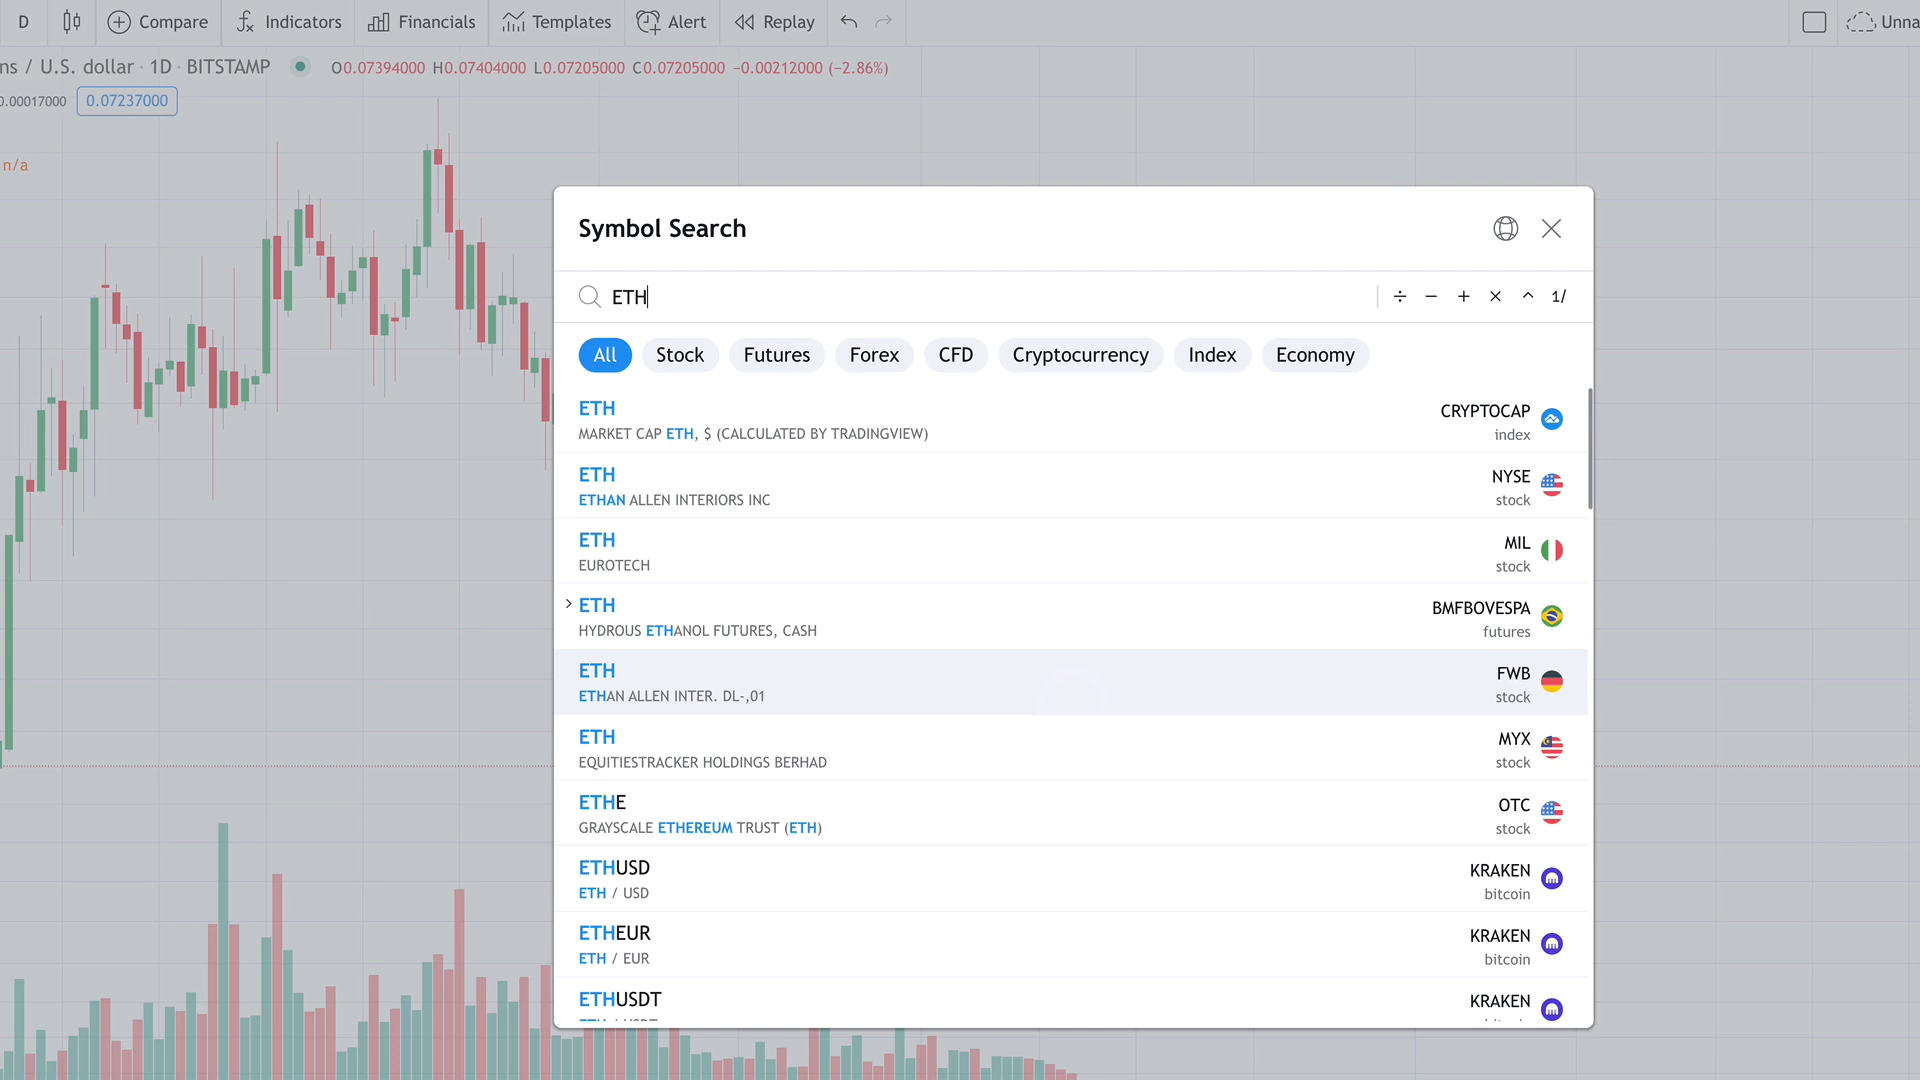 D Compare Indicators Financials Templates Alert Replay Unna
ns / U.S. dollar · 1D · BITSTAMP O0.07394000 H0.07404000 L0.07205000 C0.07205000 −0.00212000 (−2.86%)
0.00017000 0.07237000
n/a
Symbol Search
ETH ÷ − + × ^ 1/
All Stock Futures Forex CFD Cryptocurrency Index Economy
ETH CRYPTOCAP
MARKET CAP ETH, $ (CALCULATED BY TRADINGVIEW) index
ETH NYSE
ETHAN ALLEN INTERIORS INC stock
ETH MIL
EUROTECH stock
ETH BMFBOVESPA
HYDROUS ETHANOL FUTURES, CASH futures
ETH FWB
ETHAN ALLEN INTER. DL-,01 stock
ETH MYX
EQUITIESTRACKER HOLDINGS BERHAD stock
ETHE OTC
GRAYSCALE ETHEREUM TRUST (ETH) stock
ETHUSD KRAKEN
ETH / USD bitcoin
ETHEUR KRAKEN
ETH / EUR bitcoin
ETHUSDT KRAKEN